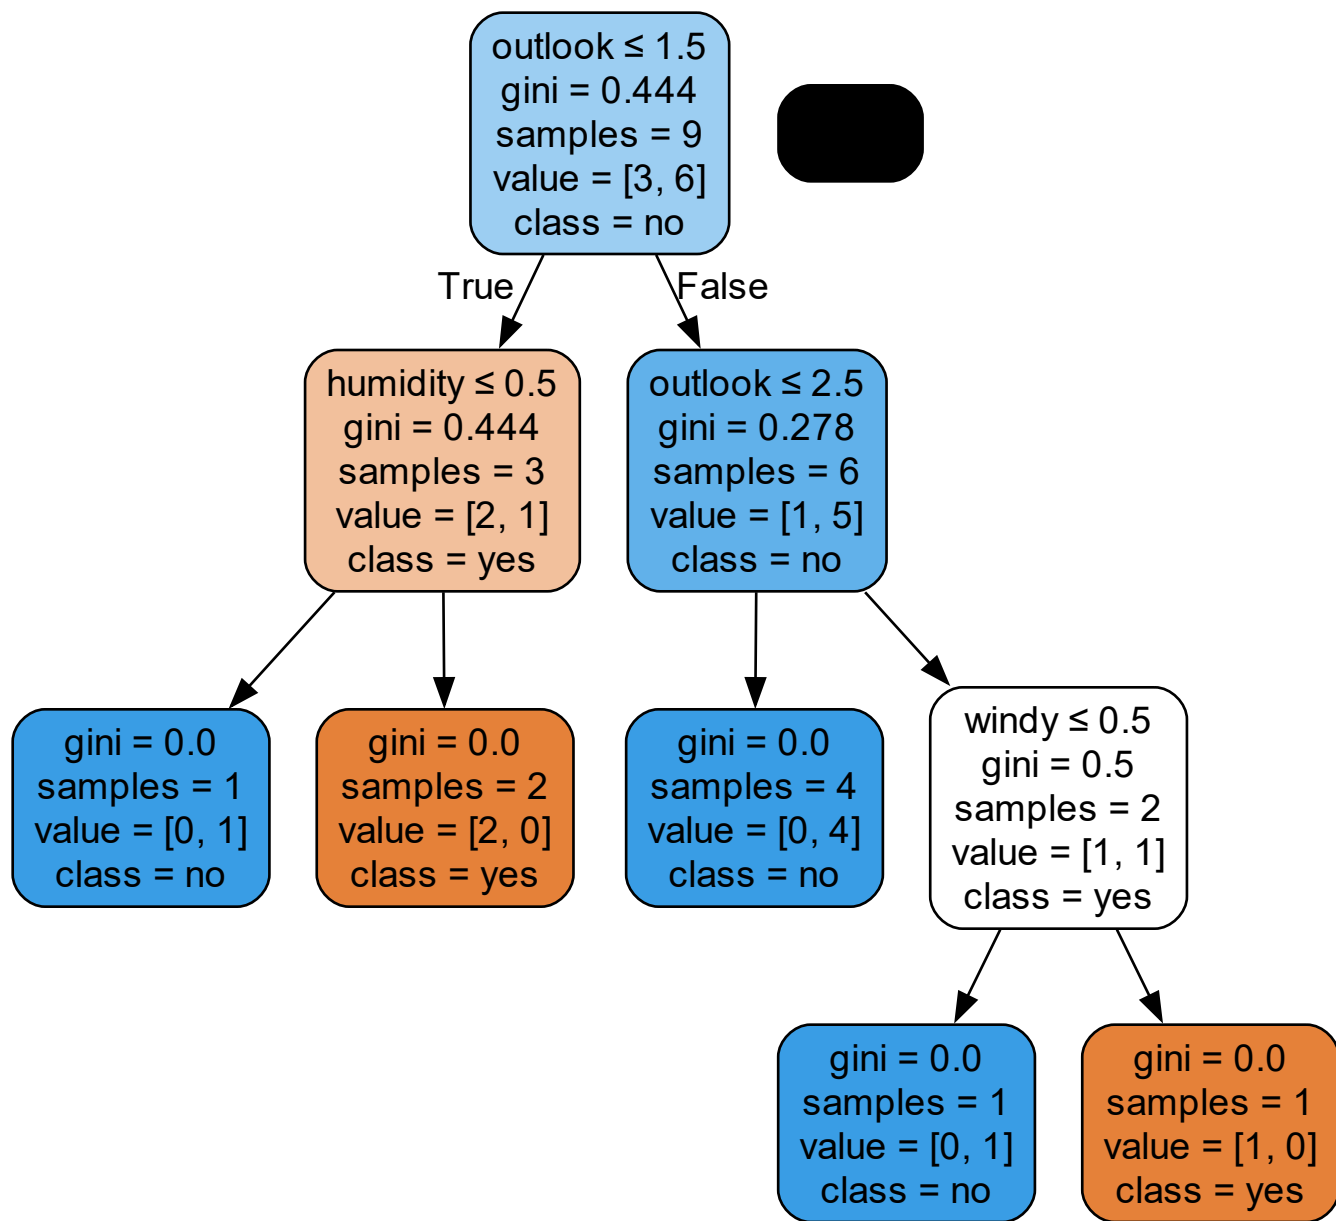 outlook ≤ 1.5
gini = 0.444
samples = 9
value = [3, 6]
class = no
True
False
humidity ≤ 0.5
gini = 0.444
samples = 3
value = [2, 1]
class = yes
outlook ≤ 2.5
gini = 0.278
samples = 6
value = [1, 5]
class = no
gini = 0.0
samples = 1
value = [0, 1]
class = no
gini = 0.0
samples = 2
value = [2, 0]
class = yes
gini = 0.0
samples = 4
value = [0, 4]
class = no
windy ≤ 0.5
gini = 0.5
samples = 2
value = [1, 1]
class = yes
gini = 0.0
samples = 1
value = [0, 1]
class = no
gini = 0.0
samples = 1
value = [1, 0]
class = yes